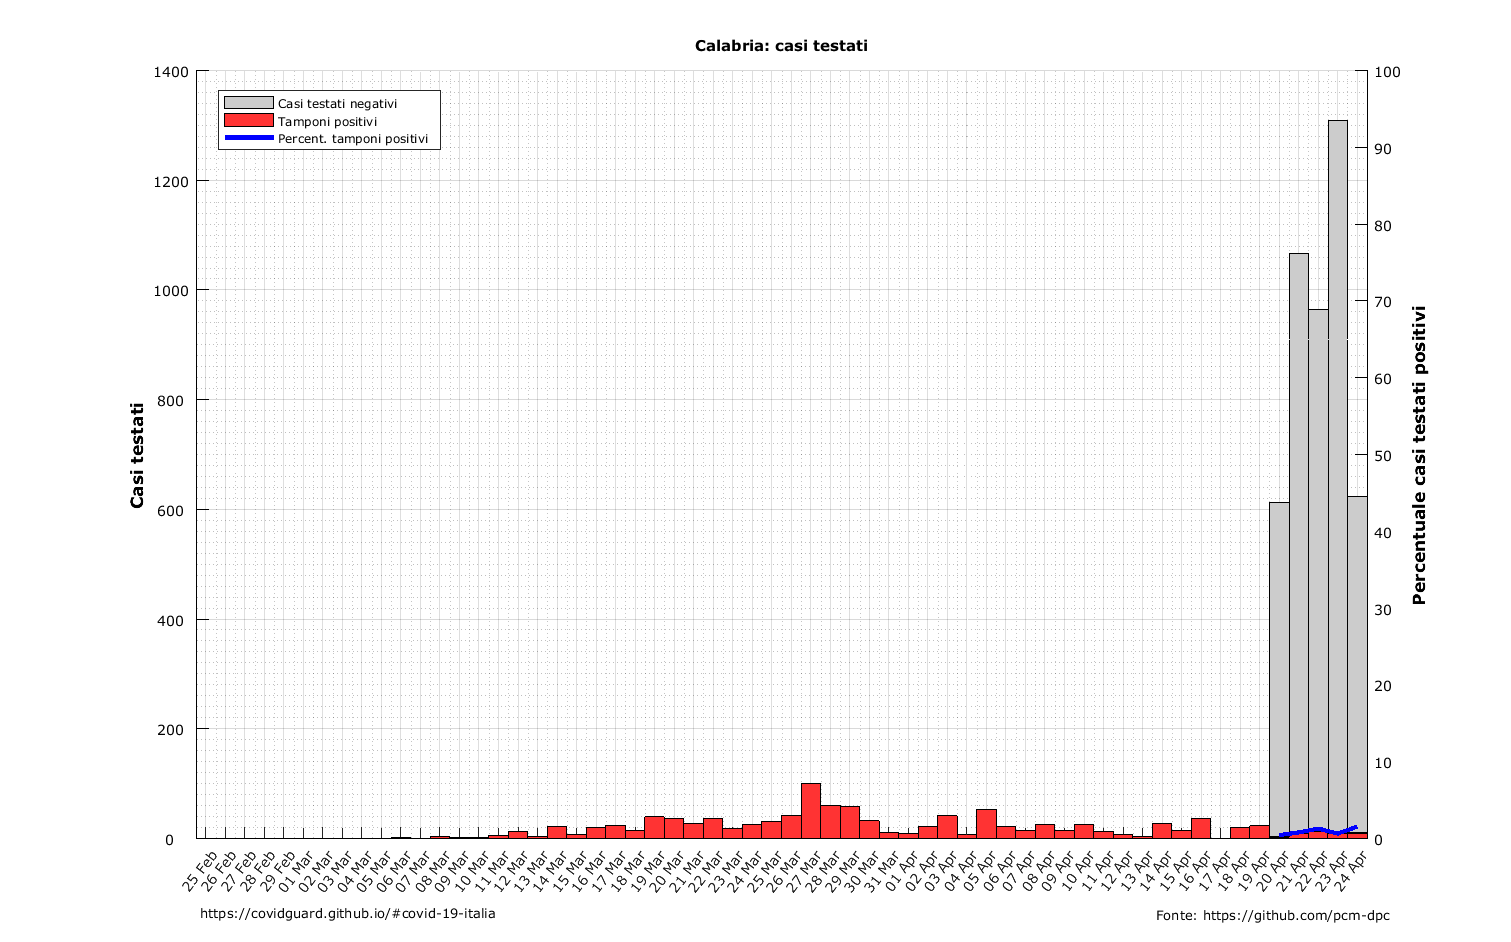 Calabria: casi testati
Casi testati negativi
Tamponi positivi
Percent. tamponi positivi
Casi testati
1400
1200
1000
800
600
400
200
0
100
90
80
70
60
50
40
30
20
10
0
Percentuale casi testati positivi
25 Feb
26 Feb
27 Feb
28 Feb
29 Feb
01 Mar
02 Mar
03 Mar
04 Mar
05 Mar
06 Mar
07 Mar
08 Mar
09 Mar
10 Mar
11 Mar
12 Mar
13 Mar
14 Mar
15 Mar
16 Mar
17 Mar
18 Mar
19 Mar
20 Mar
21 Mar
22 Mar
23 Mar
24 Mar
25 Mar
26 Mar
27 Mar
28 Mar
29 Mar
30 Mar
31 Mar
01 Apr
02 Apr
03 Apr
04 Apr
05 Apr
06 Apr
07 Apr
08 Apr
09 Apr
10 Apr
11 Apr
12 Apr
13 Apr
14 Apr
15 Apr
16 Apr
17 Apr
18 Apr
19 Apr
20 Apr
21 Apr
22 Apr
23 Apr
24 Apr
https://covidguard.github.io/#covid-19-italia
Fonte: https://github.com/pcm-dpc